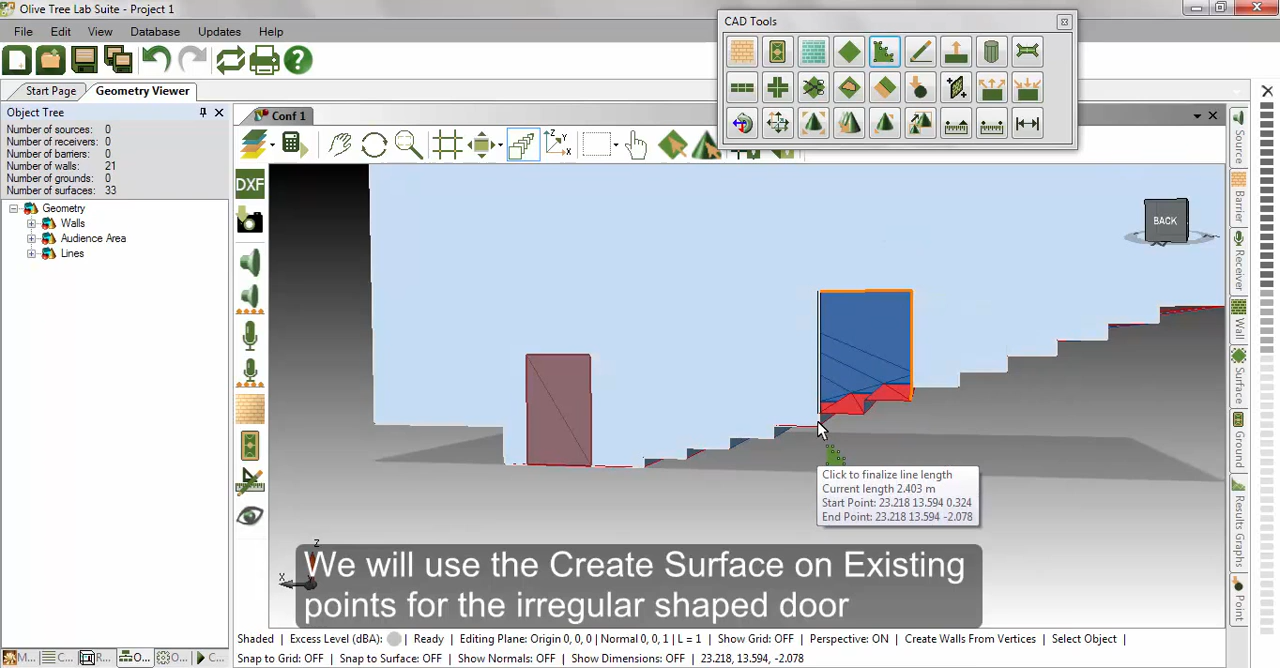 Olive Tree Lab Suite - Project 1
File Edit View Database Updates Help
CAD Tools
Start Page Geometry Viewer
Object Tree
Number of sources: 0
Number of receivers: 0
Number of barriers: 0
Number of walls: 21
Number of grounds: 0
Number of surfaces: 33
Geometry
Walls
Audience Area
Lines
Conf 1
DXF
BACK
Source
Barrier
Receiver
Wall
Surface
Ground
Results Graphs
Point
Click to finalize line length
Current length 2.403 m
Start Point: 23.218 13.594 0.324
End Point: 23.218 13.594 -2.078
Z
X
We will use the Create Surface on Existing
points for the irregular shaped door
Shaded Excess Level (dBA): Ready Editing Plane: Origin 0, 0, 0 | Normal 0, 0, 1 | L = 1 Show Grid: OFF Perspective: ON Create Walls From Vertices Select Object
Snap to Grid: OFF Snap to Surface: OFF Show Normals: OFF Show Dimensions: OFF 23.218, 13.594, -2.078
M... C... R... O... O... C...